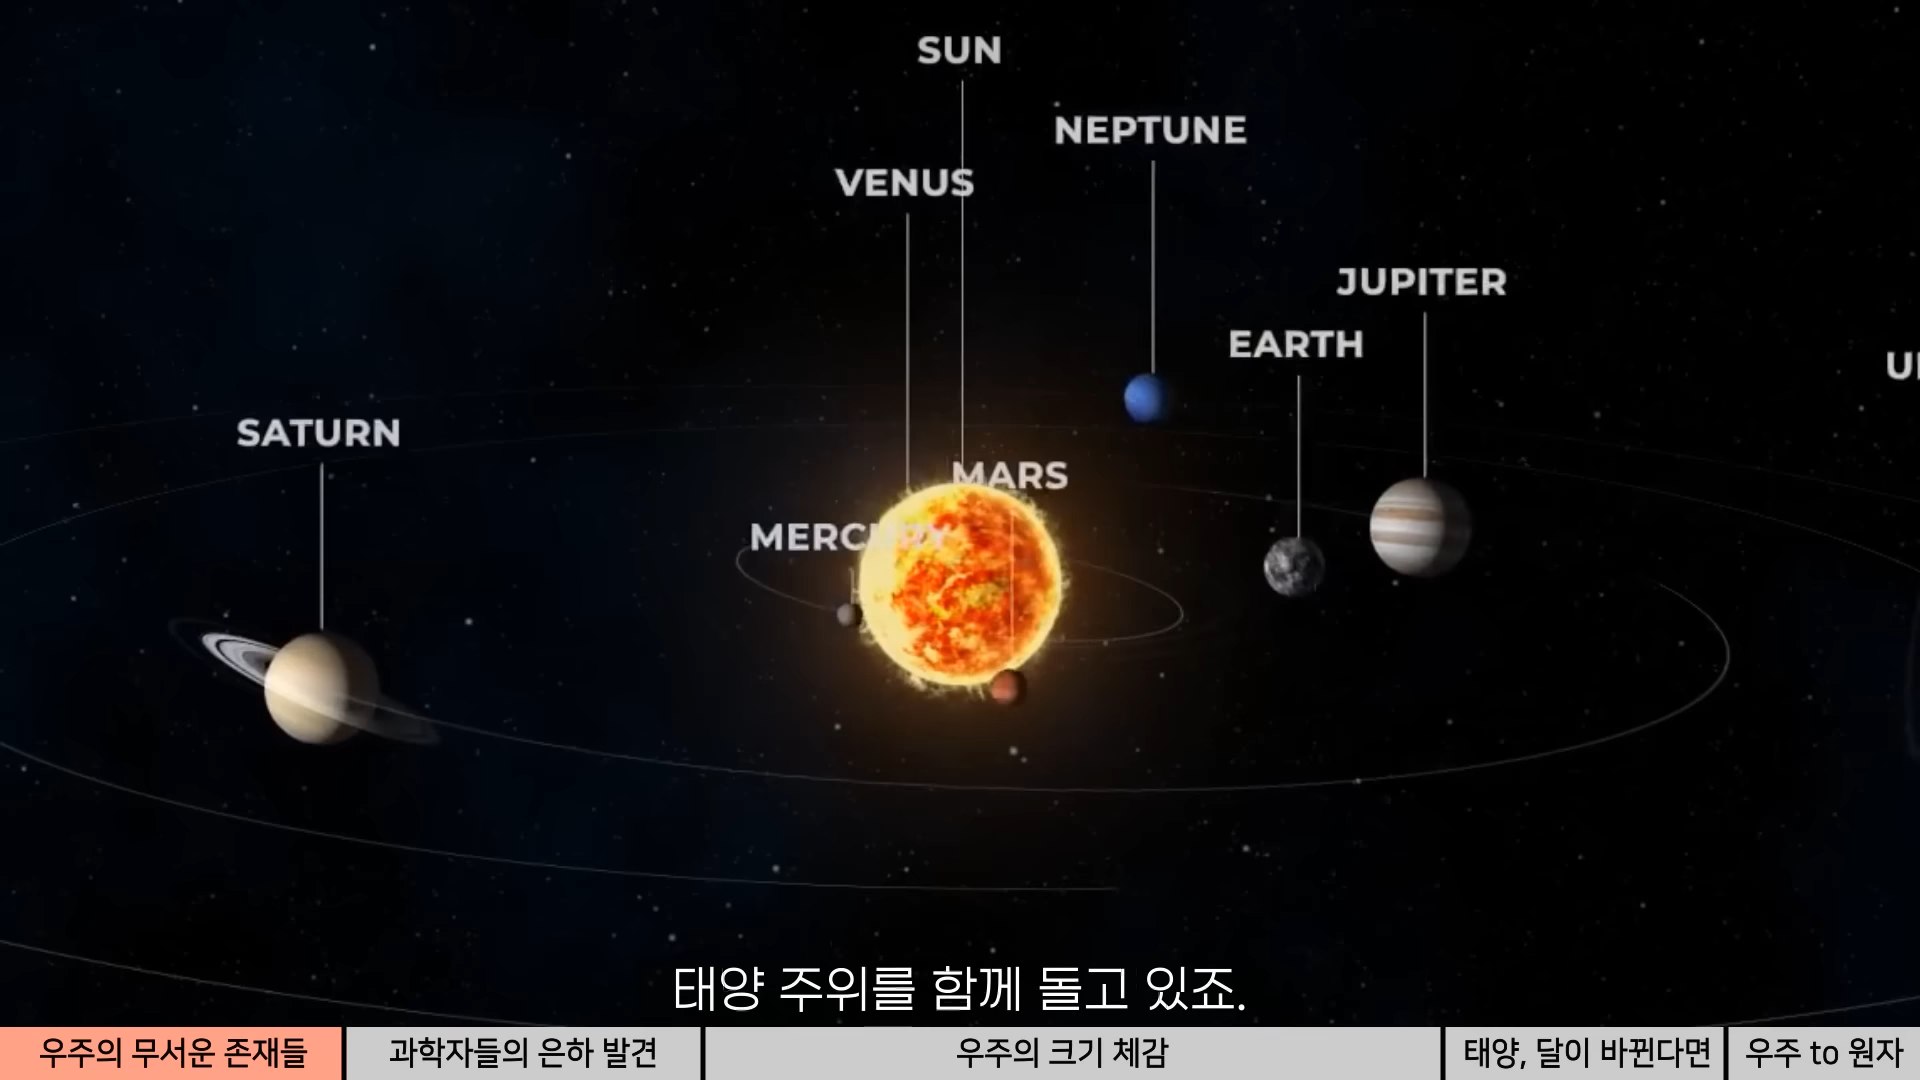 SUN
NEPTUNE
VENUS
JUPITER
EARTH
SATURN
MARS
MERCURY
태양 주위를 함께 돌고 있죠.
우주의 무서운 존재들
과학자들의 은하 발견
우주의 크기 체감
태양, 달이 바뀐다면
우주 to 원자